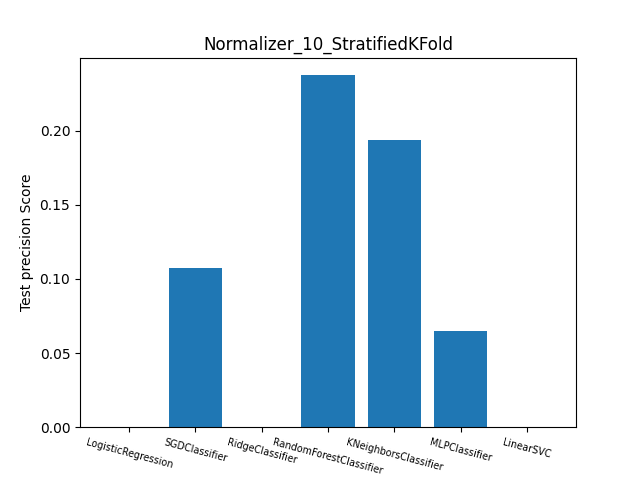 Normalizer_10_StratifiedKFold
Test precision Score
0.20
0.15
0.10
0.05
0.00
LogisticRegression
SGDClassifier
RidgeClassifier
RandomForestClassifier
KNeighborsClassifier
MLPClassifier
LinearSVC